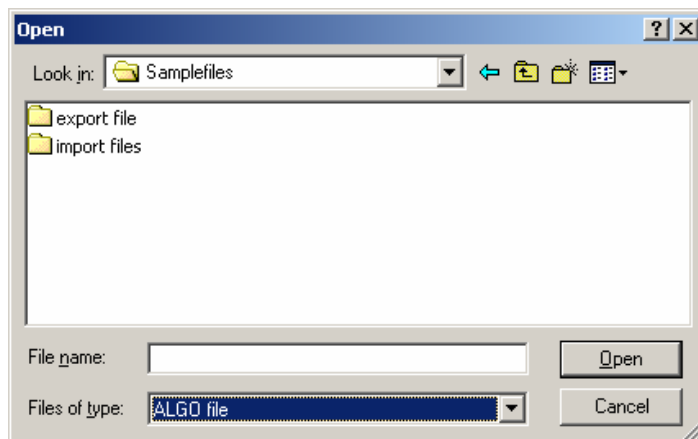 Open
Look in: Samplefiles
export file
import files
File name: Open
Files of type: ALGO file Cancel